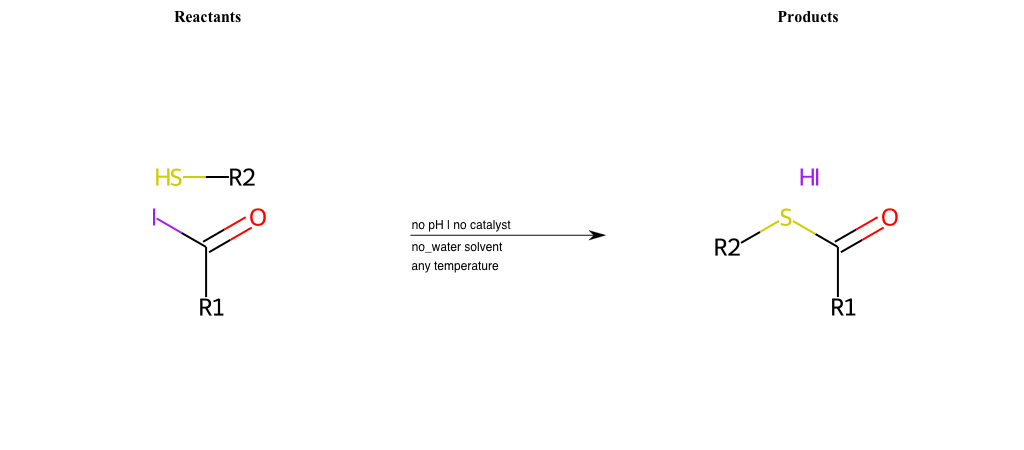 Reactants
Products
HS R2
I O
R1
no pH | no catalyst
no_water solvent
any temperature
HI
S O
R2
R1